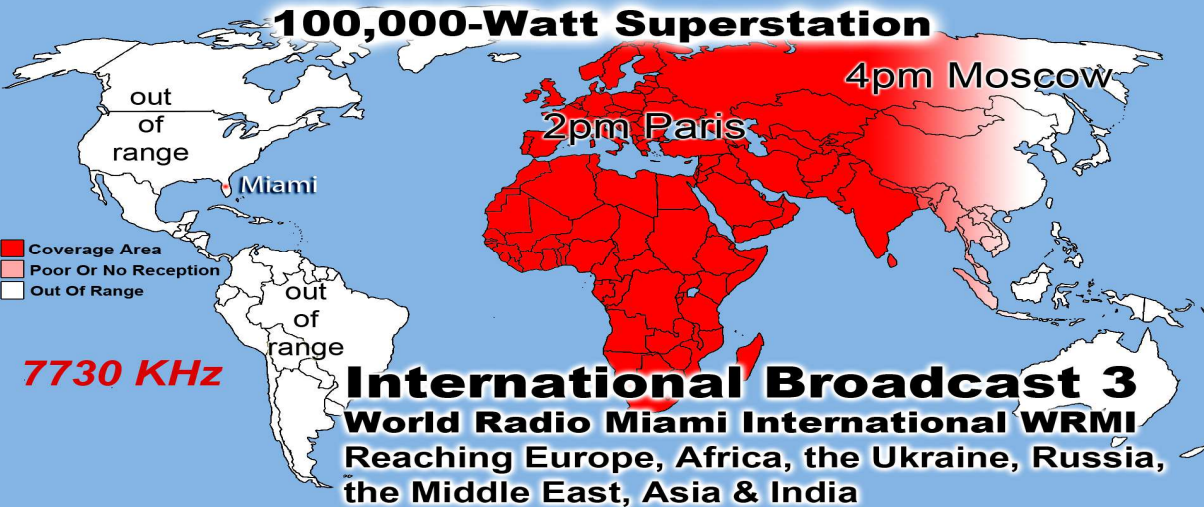 100,000-Watt Superstation
4pm Moscow
out
of
range
2pm Paris
Miami
Coverage Area
Poor Or No Reception
Out Of Range
out
of
range
7730 KHz
International Broadcast 3
World Radio Miami International WRMI
Reaching Europe, Africa, the Ukraine, Russia,
the Middle East, Asia & India